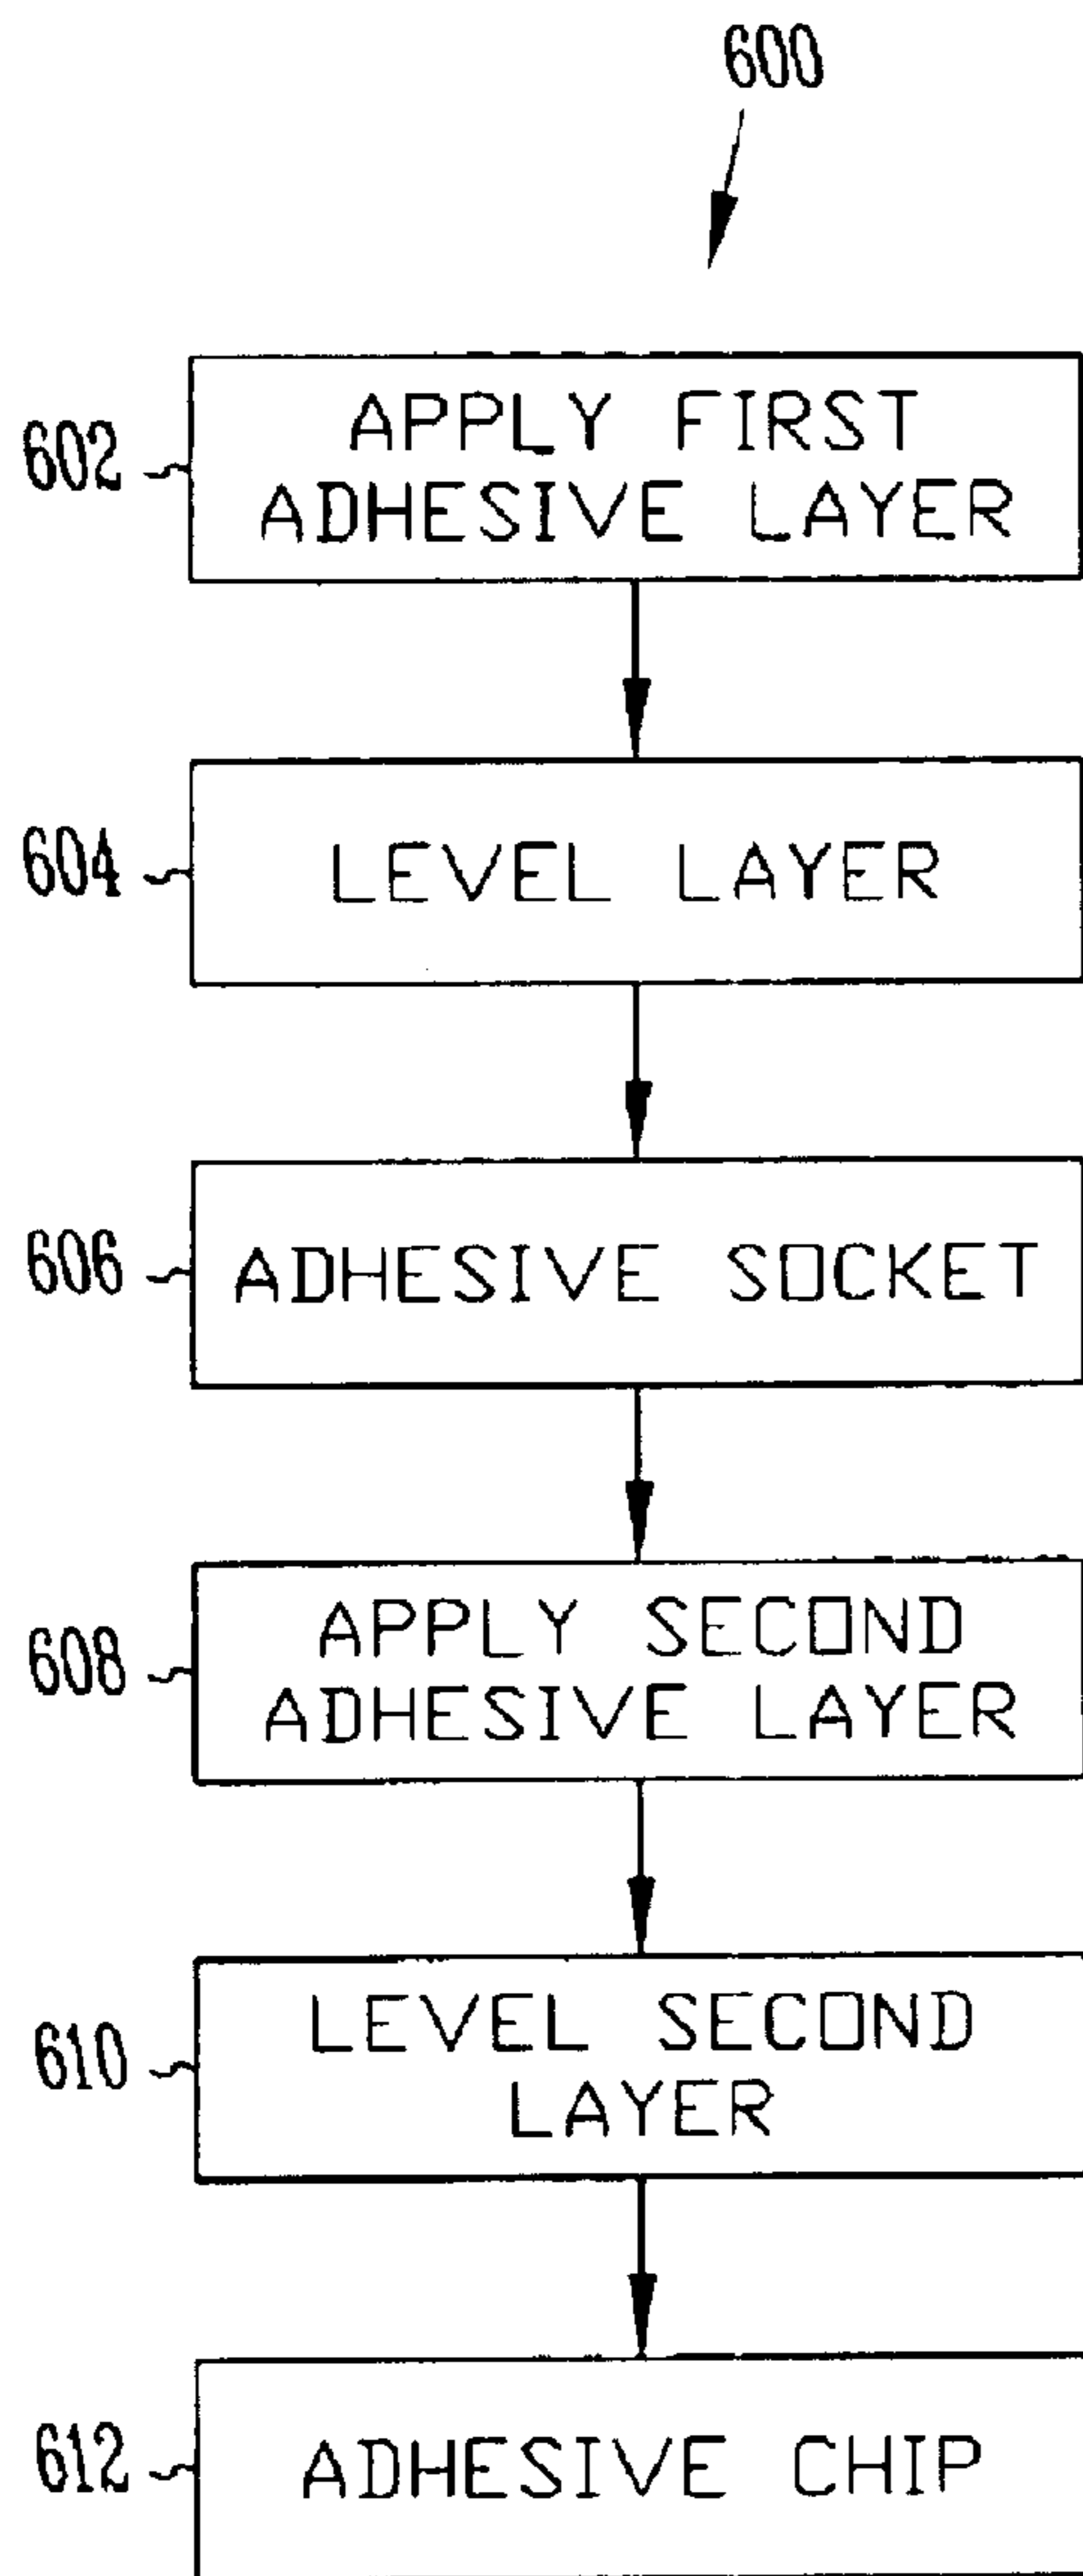 600
602
APPLY FIRST
ADHESIVE LAYER
604
LEVEL LAYER
606
ADHESIVE SOCKET
608
APPLY SECOND
ADHESIVE LAYER
610
LEVEL SECOND
LAYER
612
ADHESIVE CHIP